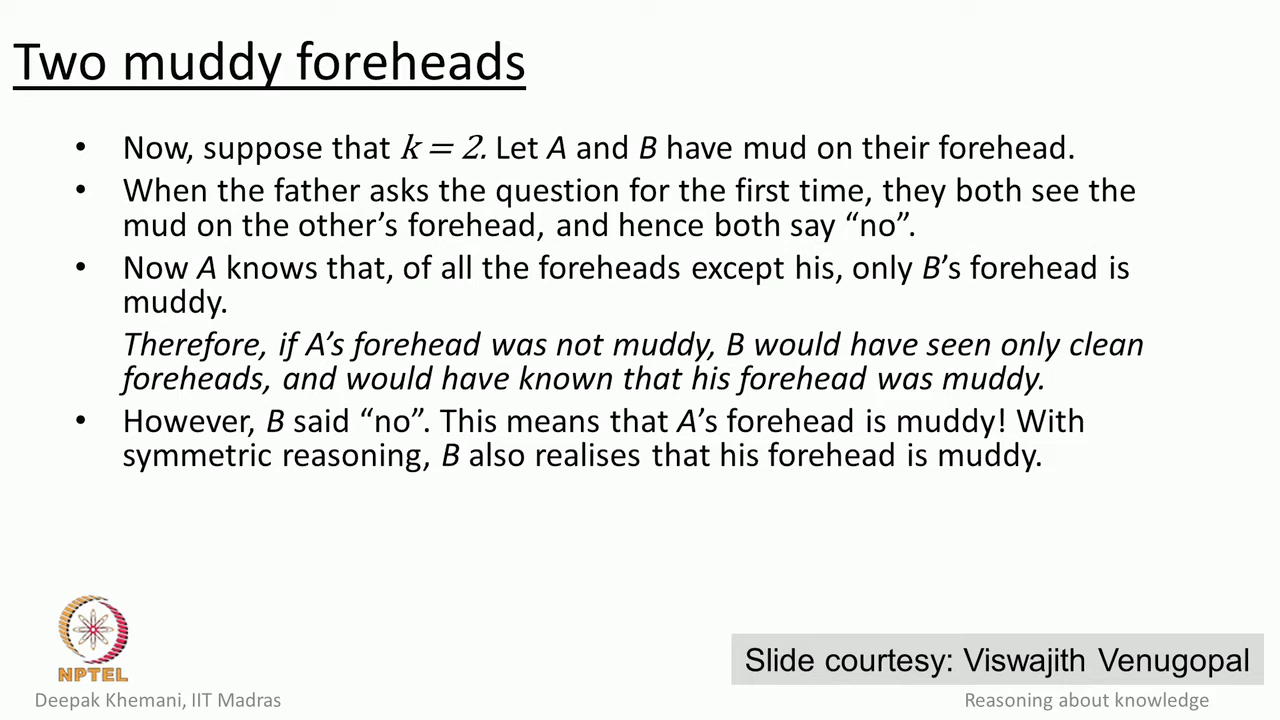 Two muddy foreheads
• Now, suppose that k = 2. Let A and B have mud on their forehead.
• When the father asks the question for the first time, they both see the
mud on the other’s forehead, and hence both say “no”.
• Now A knows that, of all the foreheads except his, only B’s forehead is
muddy.
Therefore, if A’s forehead was not muddy, B would have seen only clean
foreheads, and would have known that his forehead was muddy.
• However, B said “no”. This means that A’s forehead is muddy! With
symmetric reasoning, B also realises that his forehead is muddy.
NPTEL
Slide courtesy: Viswajith Venugopal
Deepak Khemani, IIT Madras
Reasoning about knowledge